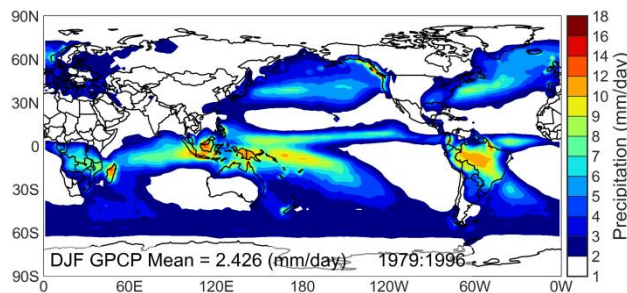 90N
60N
30N
0
30S
60S
90S
0
60E
120E
180E
120W
60W
0W
DJF GPCP Mean = 2.426 (mm/day) 1979:1996
18
16
14
12
10
9
8
7
6
5
4
3
2
1
Precipitation (mm/day)